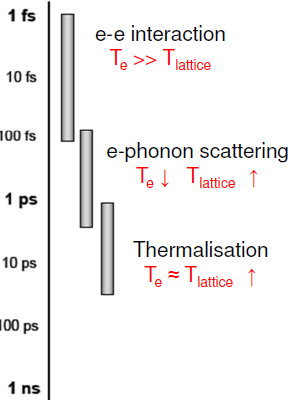 1 fs
e-e interaction
Te >> Tlattice
10 fs
100 fs
e-phonon scattering
Te ↓ Tlattice ↑
1 ps
Thermalisation
10 ps
Te ≈ Tlattice ↑
100 ps
1 ns